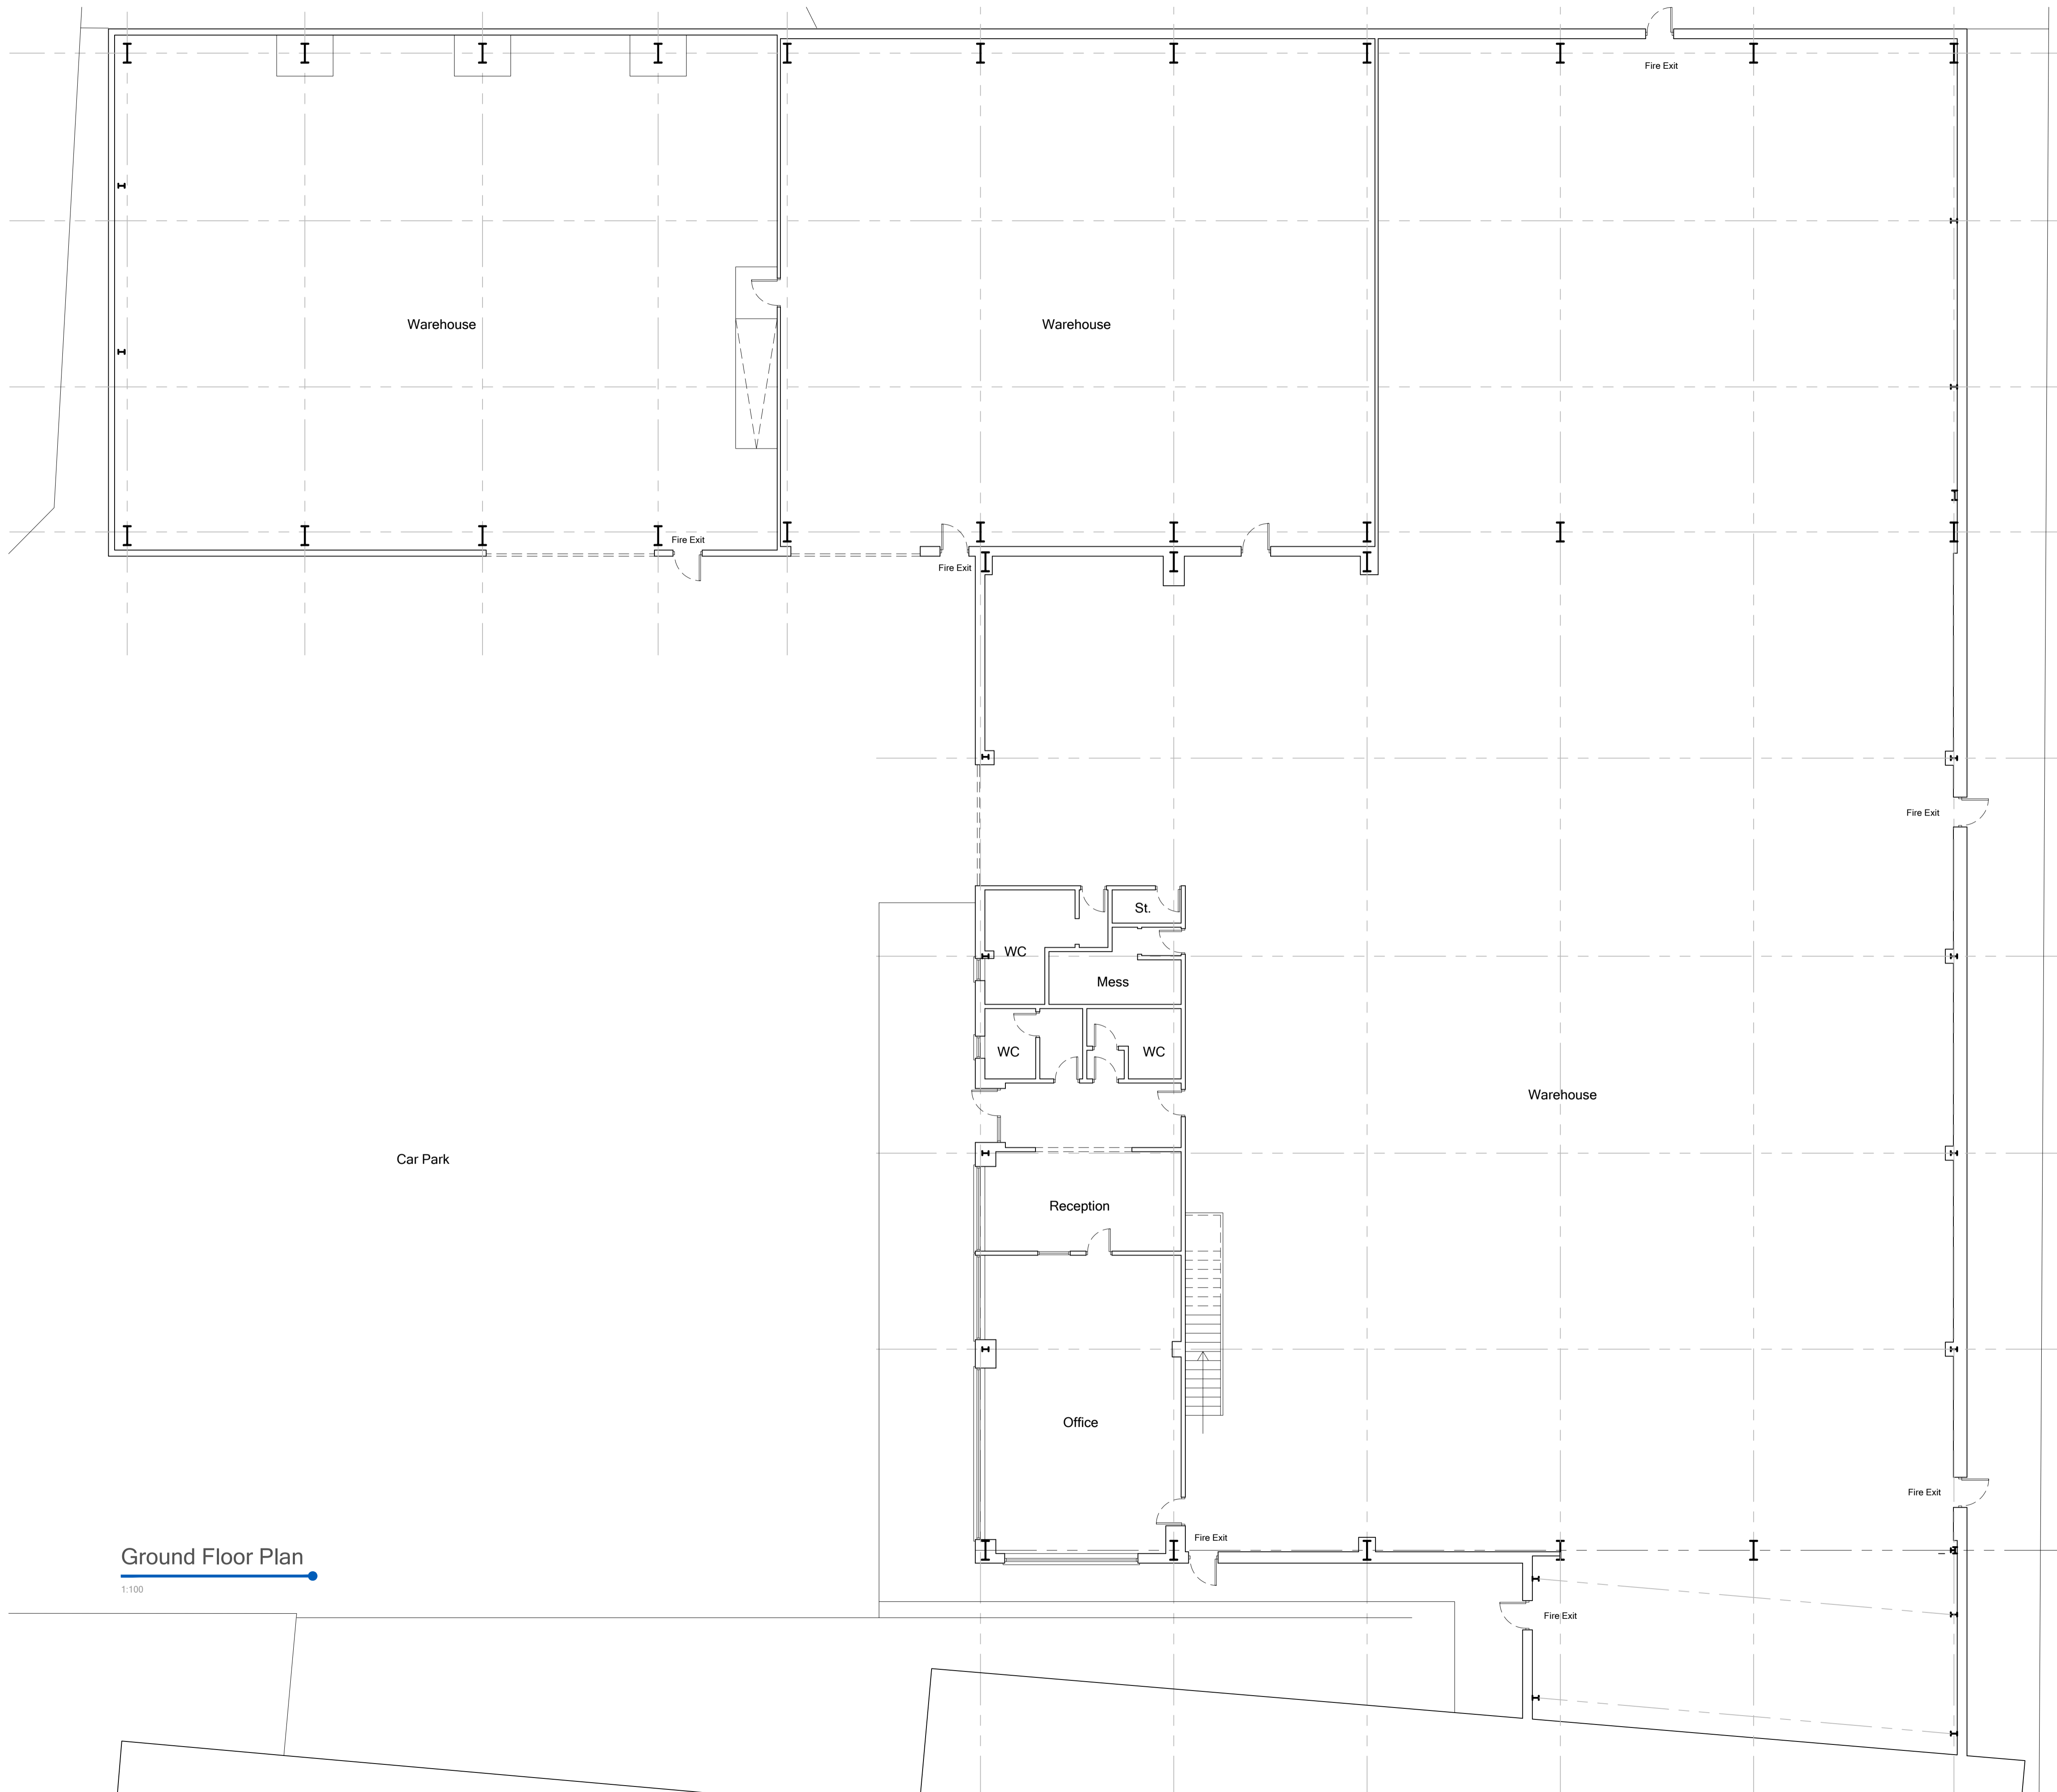 Fire Exit
Warehouse
Warehouse
Fire Exit
Fire Exit
Fire Exit
St.
WC
Mess
WC
WC
Warehouse
Car Park
Reception
Office
Fire Exit
Fire Exit
Ground Floor Plan
1:100
Fire Exit